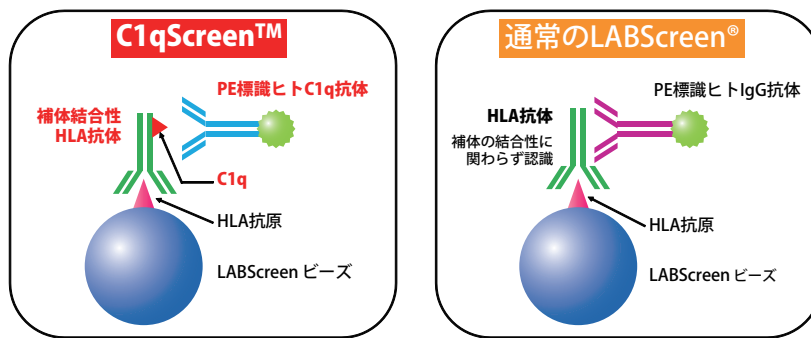 C1qScreen™
PE標識ヒトC1q抗体
補体結合性
HLA抗体
C1q
HLA抗原
LABScreen ビーズ
通常のLABScreen®
PE標識ヒトIgG抗体
HLA抗体
補体の結合性に
関わらず認識
HLA抗原
LABScreen ビーズ